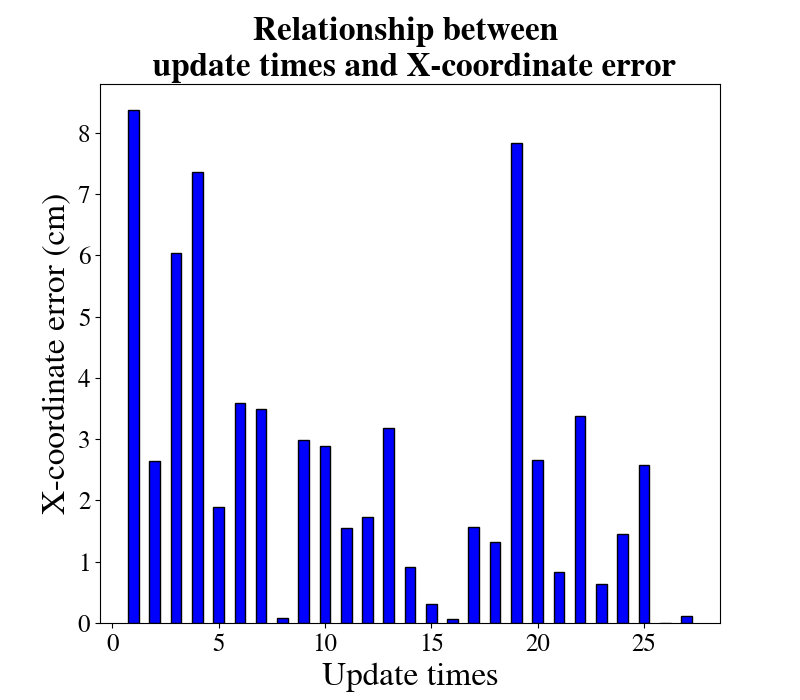 Relationship between
update times and X-coordinate error
8
7
6
5
4
3
2
1
0
X-coordinate error (cm)
0 5 10 15 20 25
Update times